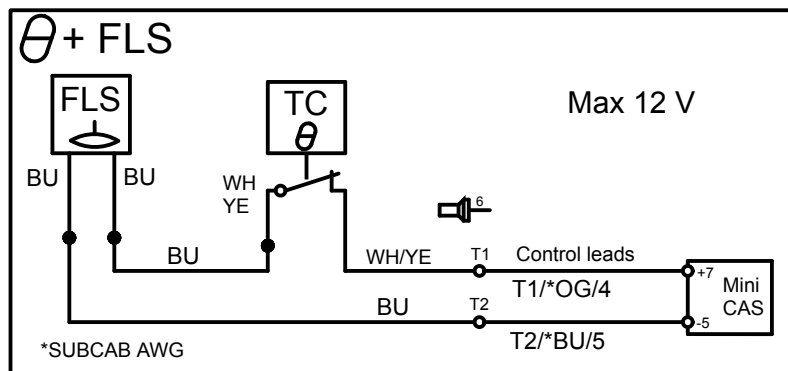 θ + FLS
FLS
TC
θ
Max 12 V
BU
BU
WH
YE
6
BU
WH/YE
T1
Control leads
+7
T1/*OG/4
Mini
CAS
BU
T2
-5
T2/*BU/5
*SUBCAB AWG